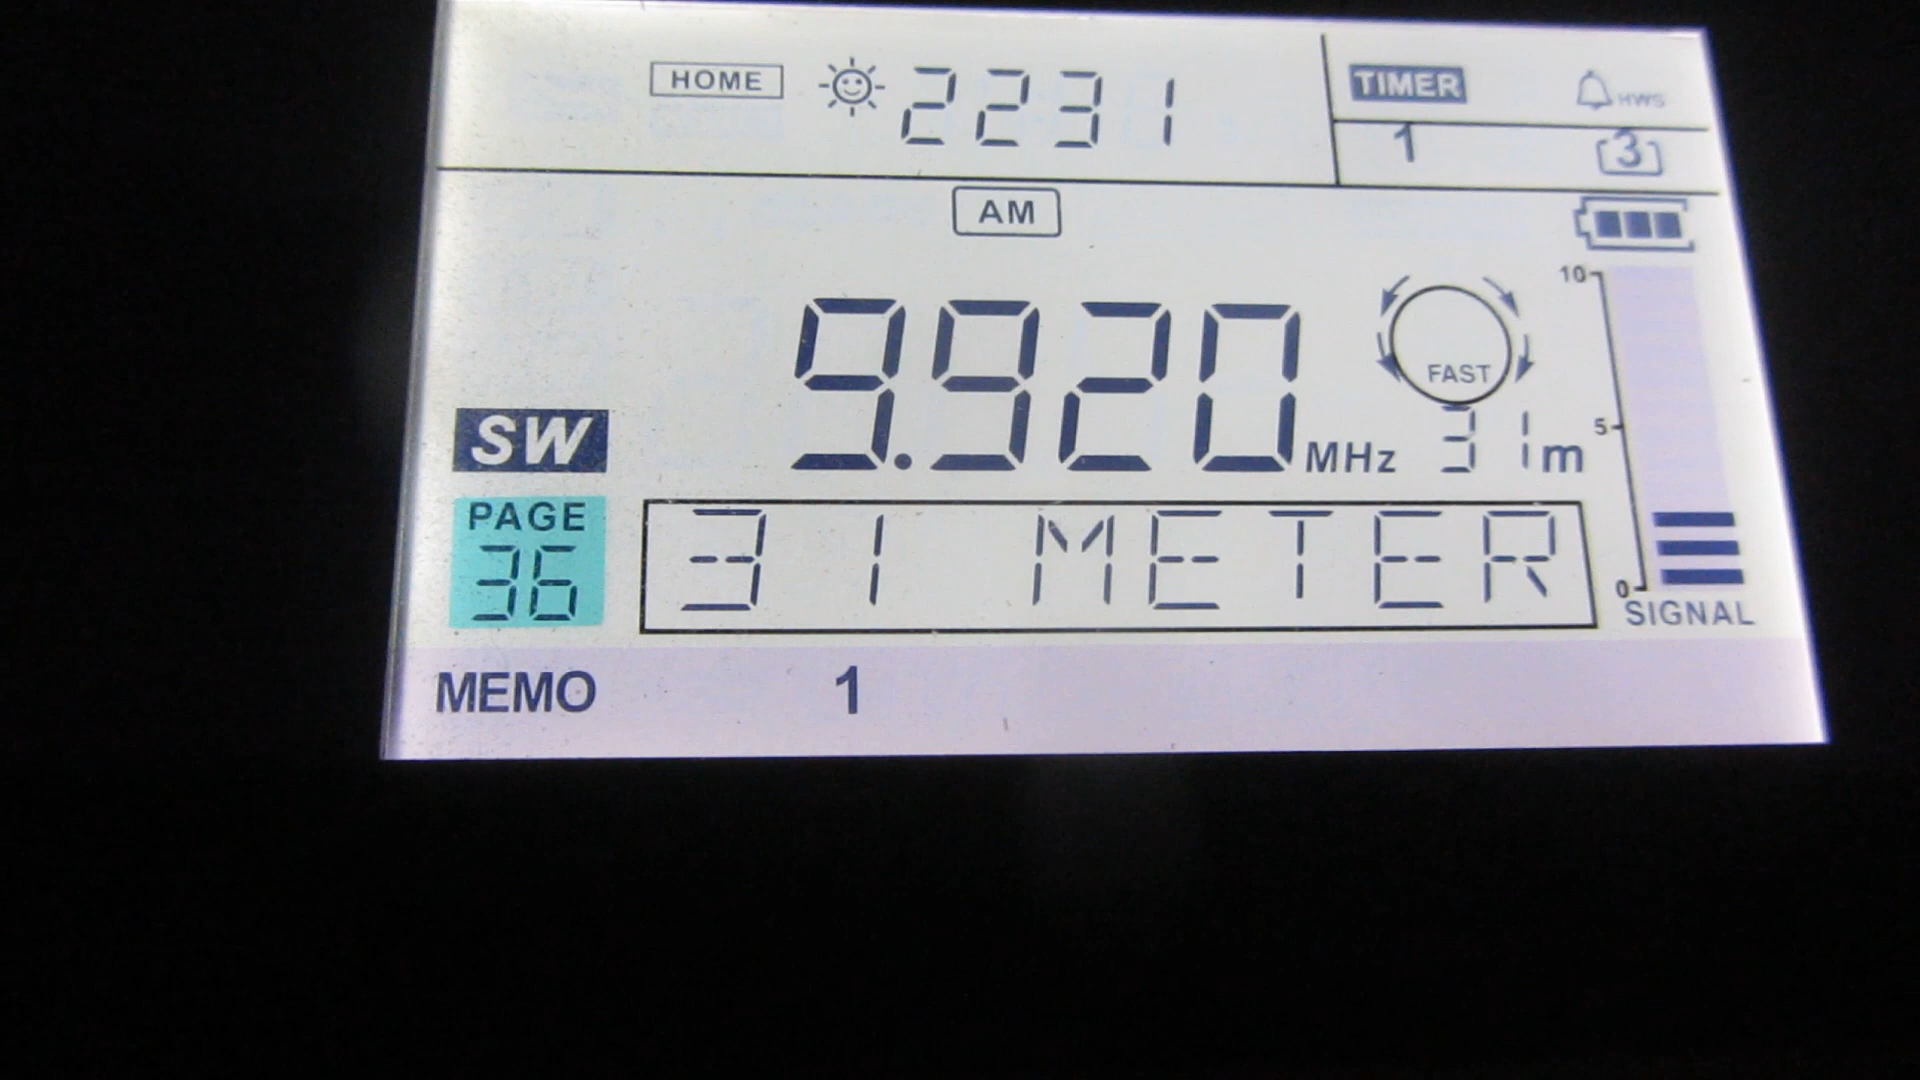 HOME 2231 TIMER HWS
1 3
AM
10
9.920 MHz FAST
SW 31m 5
PAGE
36 31 METER 0
SIGNAL
MEMO 1